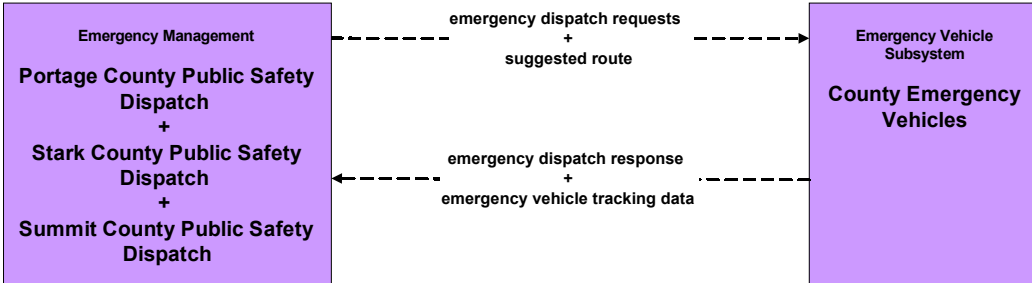 Emergency Management
Portage County Public Safety
Dispatch
+
Stark County Public Safety
Dispatch
+
Summit County Public Safety
Dispatch
emergency dispatch requests
+
suggested route
emergency dispatch response
+
emergency vehicle tracking data
Emergency Vehicle
Subsystem
County Emergency
Vehicles